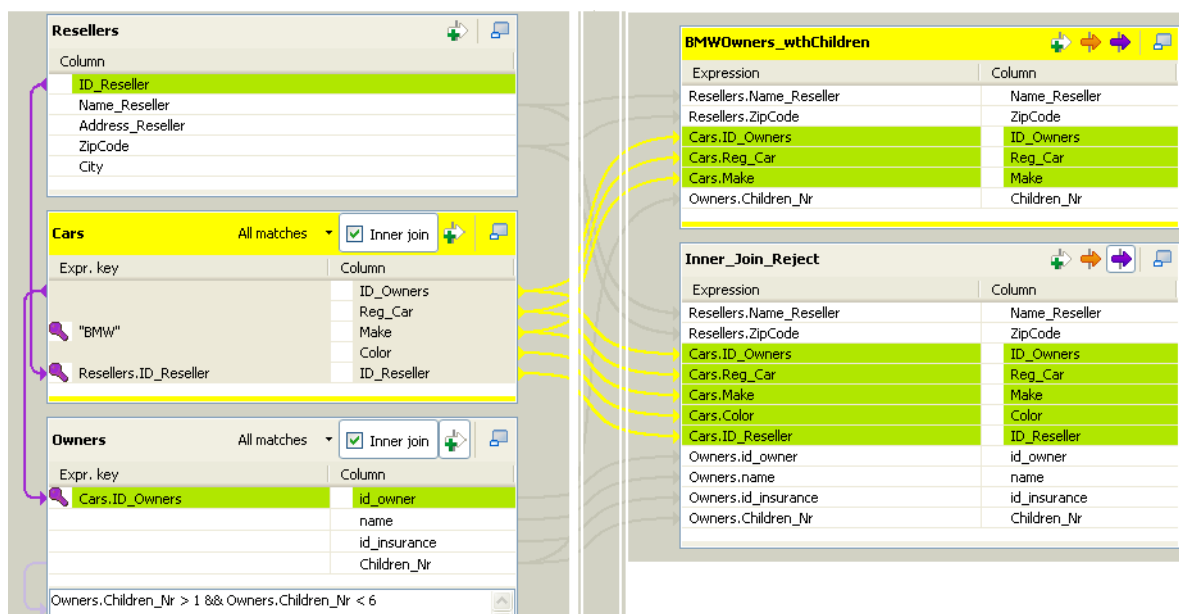 Resellers
Column
ID_Reseller
Name_Reseller
Address_Reseller
ZipCode
City
Cars All matches Inner join
Expr. key Column
ID_Owners
Reg_Car
"BMW" Make
Color
Resellers.ID_Reseller ID_Reseller
Owners All matches Inner join
Expr. key Column
Cars.ID_Owners id_owner
name
id_insurance
Children_Nr
Owners.Children_Nr > 1 && Owners.Children_Nr < 6
BMWOwners_wthChildren
Expression Column
Resellers.Name_Reseller Name_Reseller
Resellers.ZipCode ZipCode
Cars.ID_Owners ID_Owners
Cars.Reg_Car Reg_Car
Cars.Make Make
Owners.Children_Nr Children_Nr
Inner_Join_Reject
Expression Column
Resellers.Name_Reseller Name_Reseller
Resellers.ZipCode ZipCode
Cars.ID_Owners ID_Owners
Cars.Reg_Car Reg_Car
Cars.Make Make
Cars.Color Color
Cars.ID_Reseller ID_Reseller
Owners.id_owner id_owner
Owners.name name
Owners.id_insurance id_insurance
Owners.Children_Nr Children_Nr